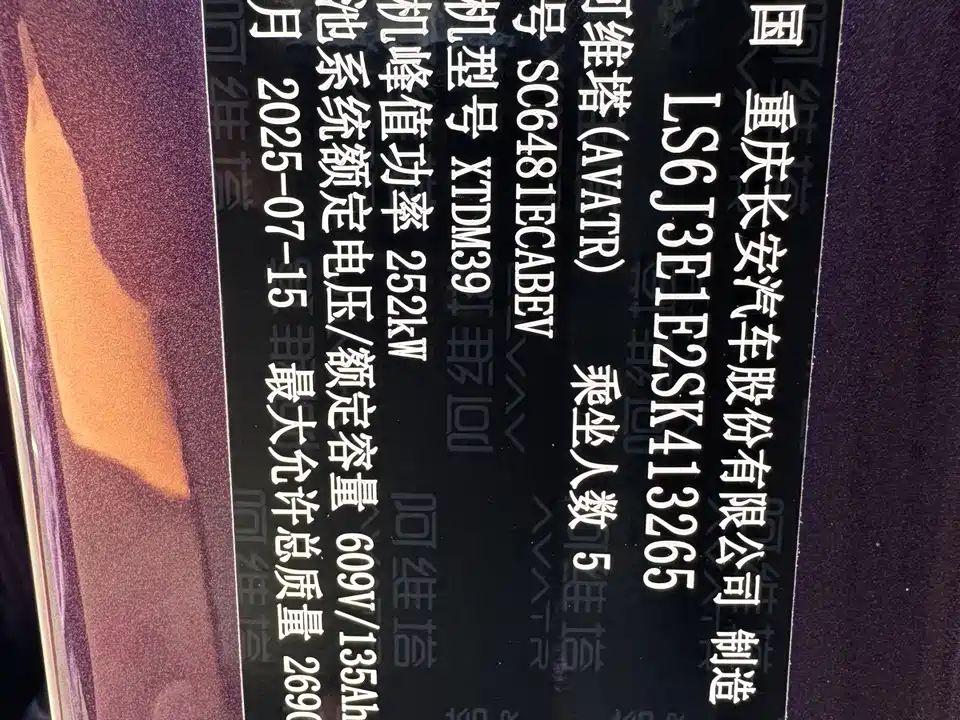 国 重庆长安汽车股份有限公司 制造
LS6J3E1E2SK413265
阿维塔(AVATR) 乘坐人数 5
号 SC6481ECABEV
机型号 XTDM39
机峰值功率 252kW
池系统额定电压/额定容量 609V/135Ah
月 2025-07-15 最大允许总质量 2690